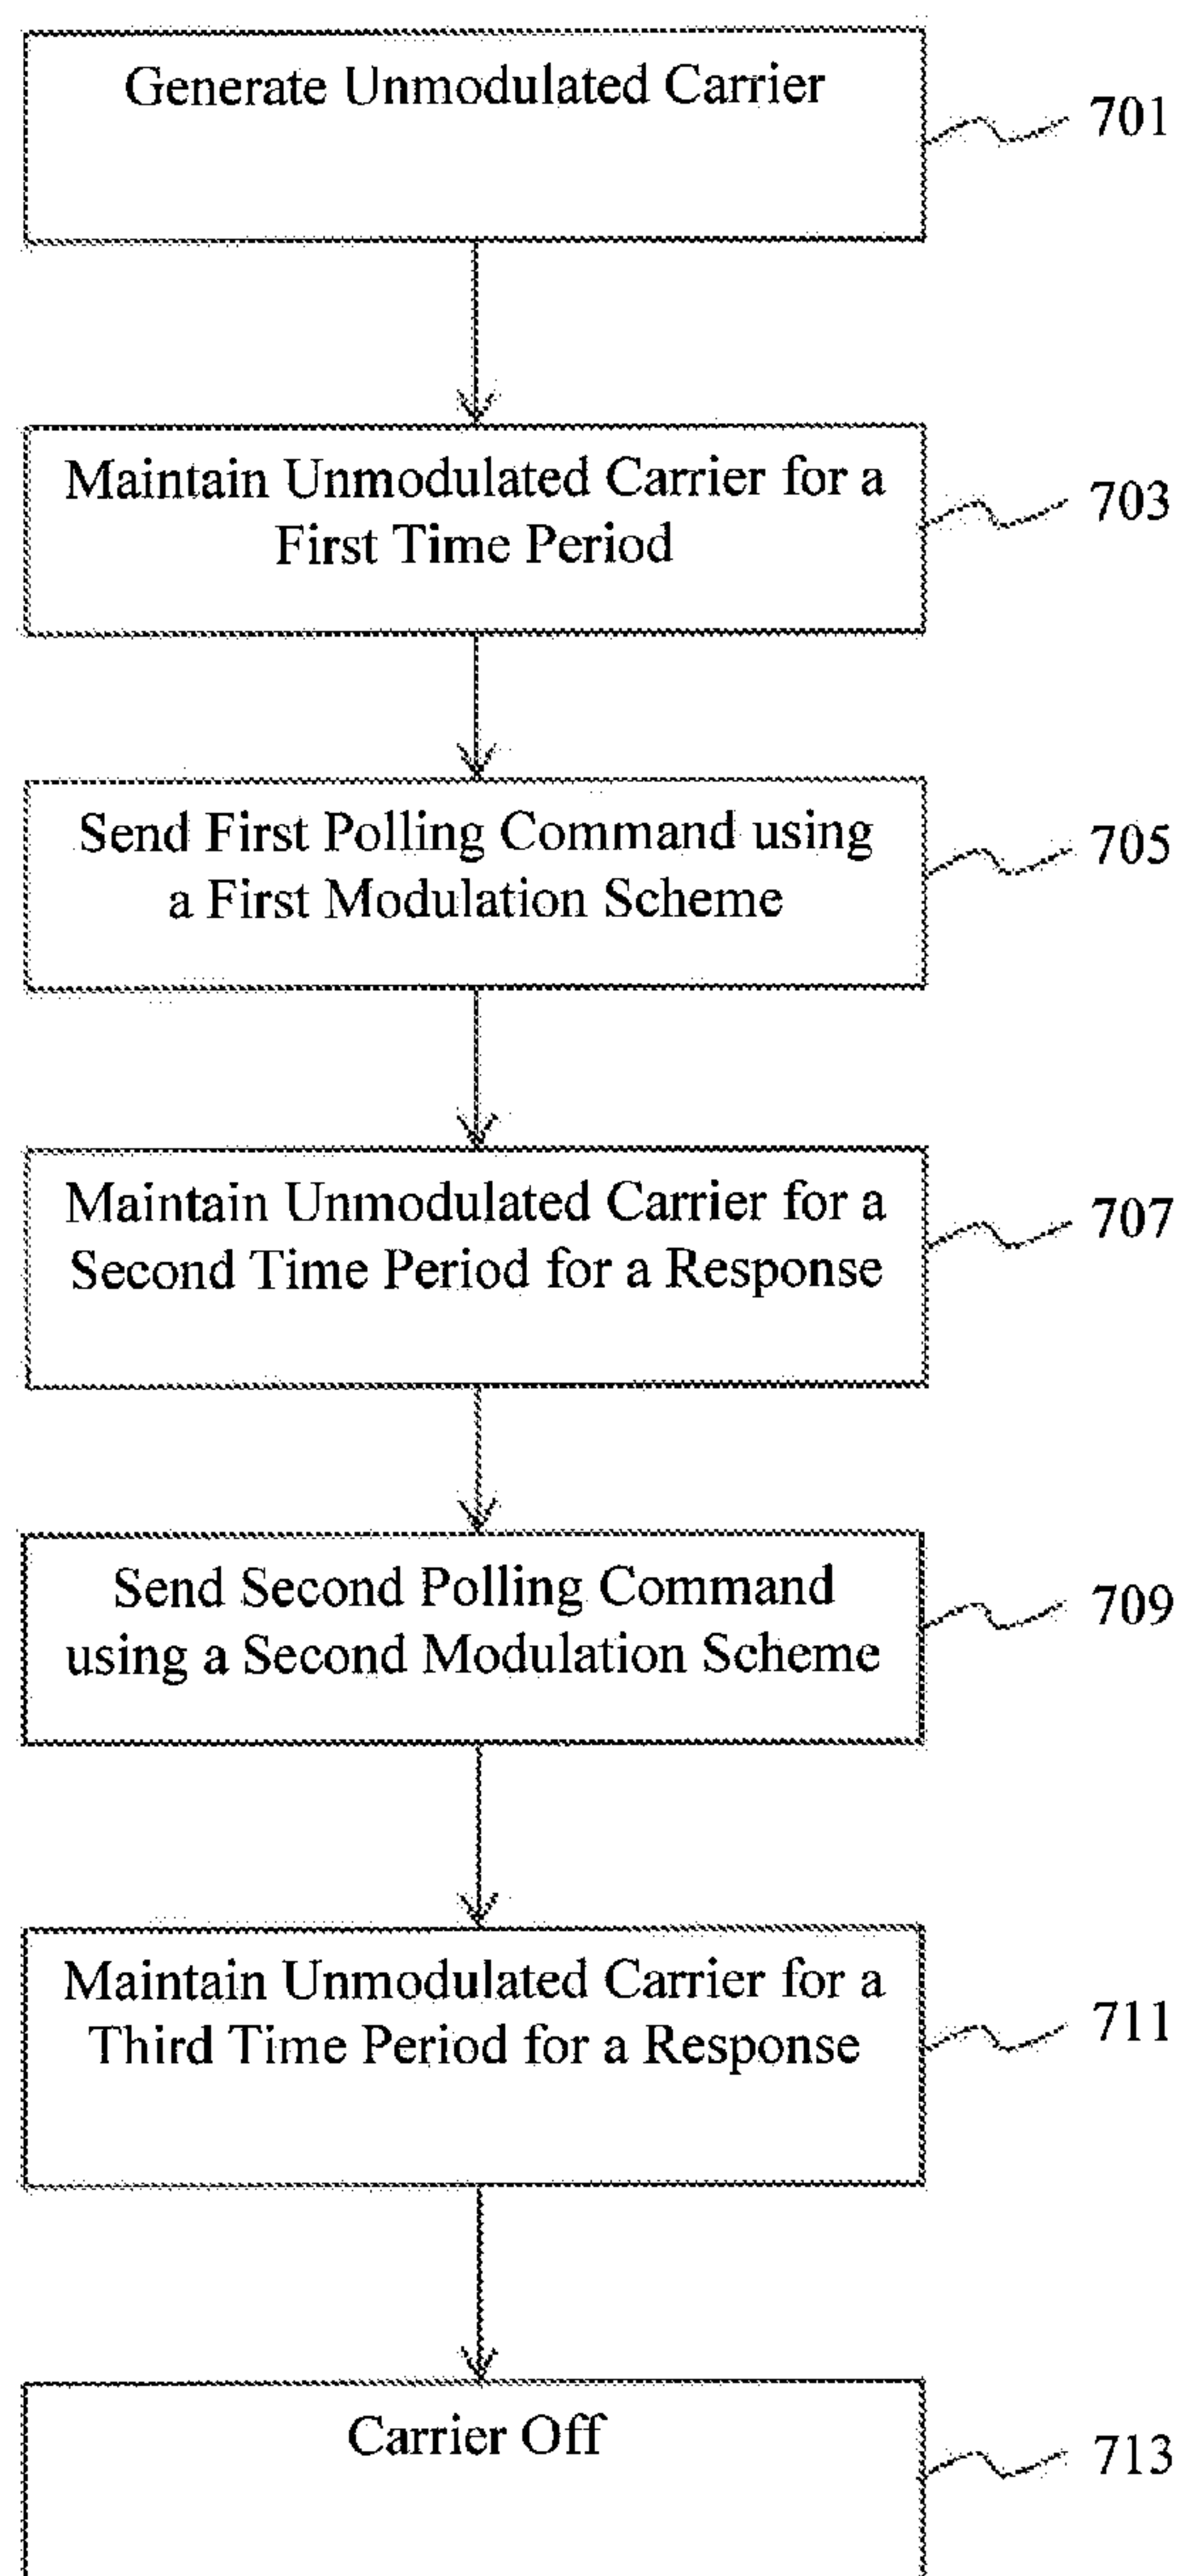 Generate Unmodulated Carrier
701
Maintain Unmodulated Carrier for a
First Time Period
703
Send First Polling Command using
a First Modulation Scheme
705
Maintain Unmodulated Carrier for a
Second Time Period for a Response
707
Send Second Polling Command
using a Second Modulation Scheme
709
Maintain Unmodulated Carrier for a
Third Time Period for a Response
711
Carrier Off
713